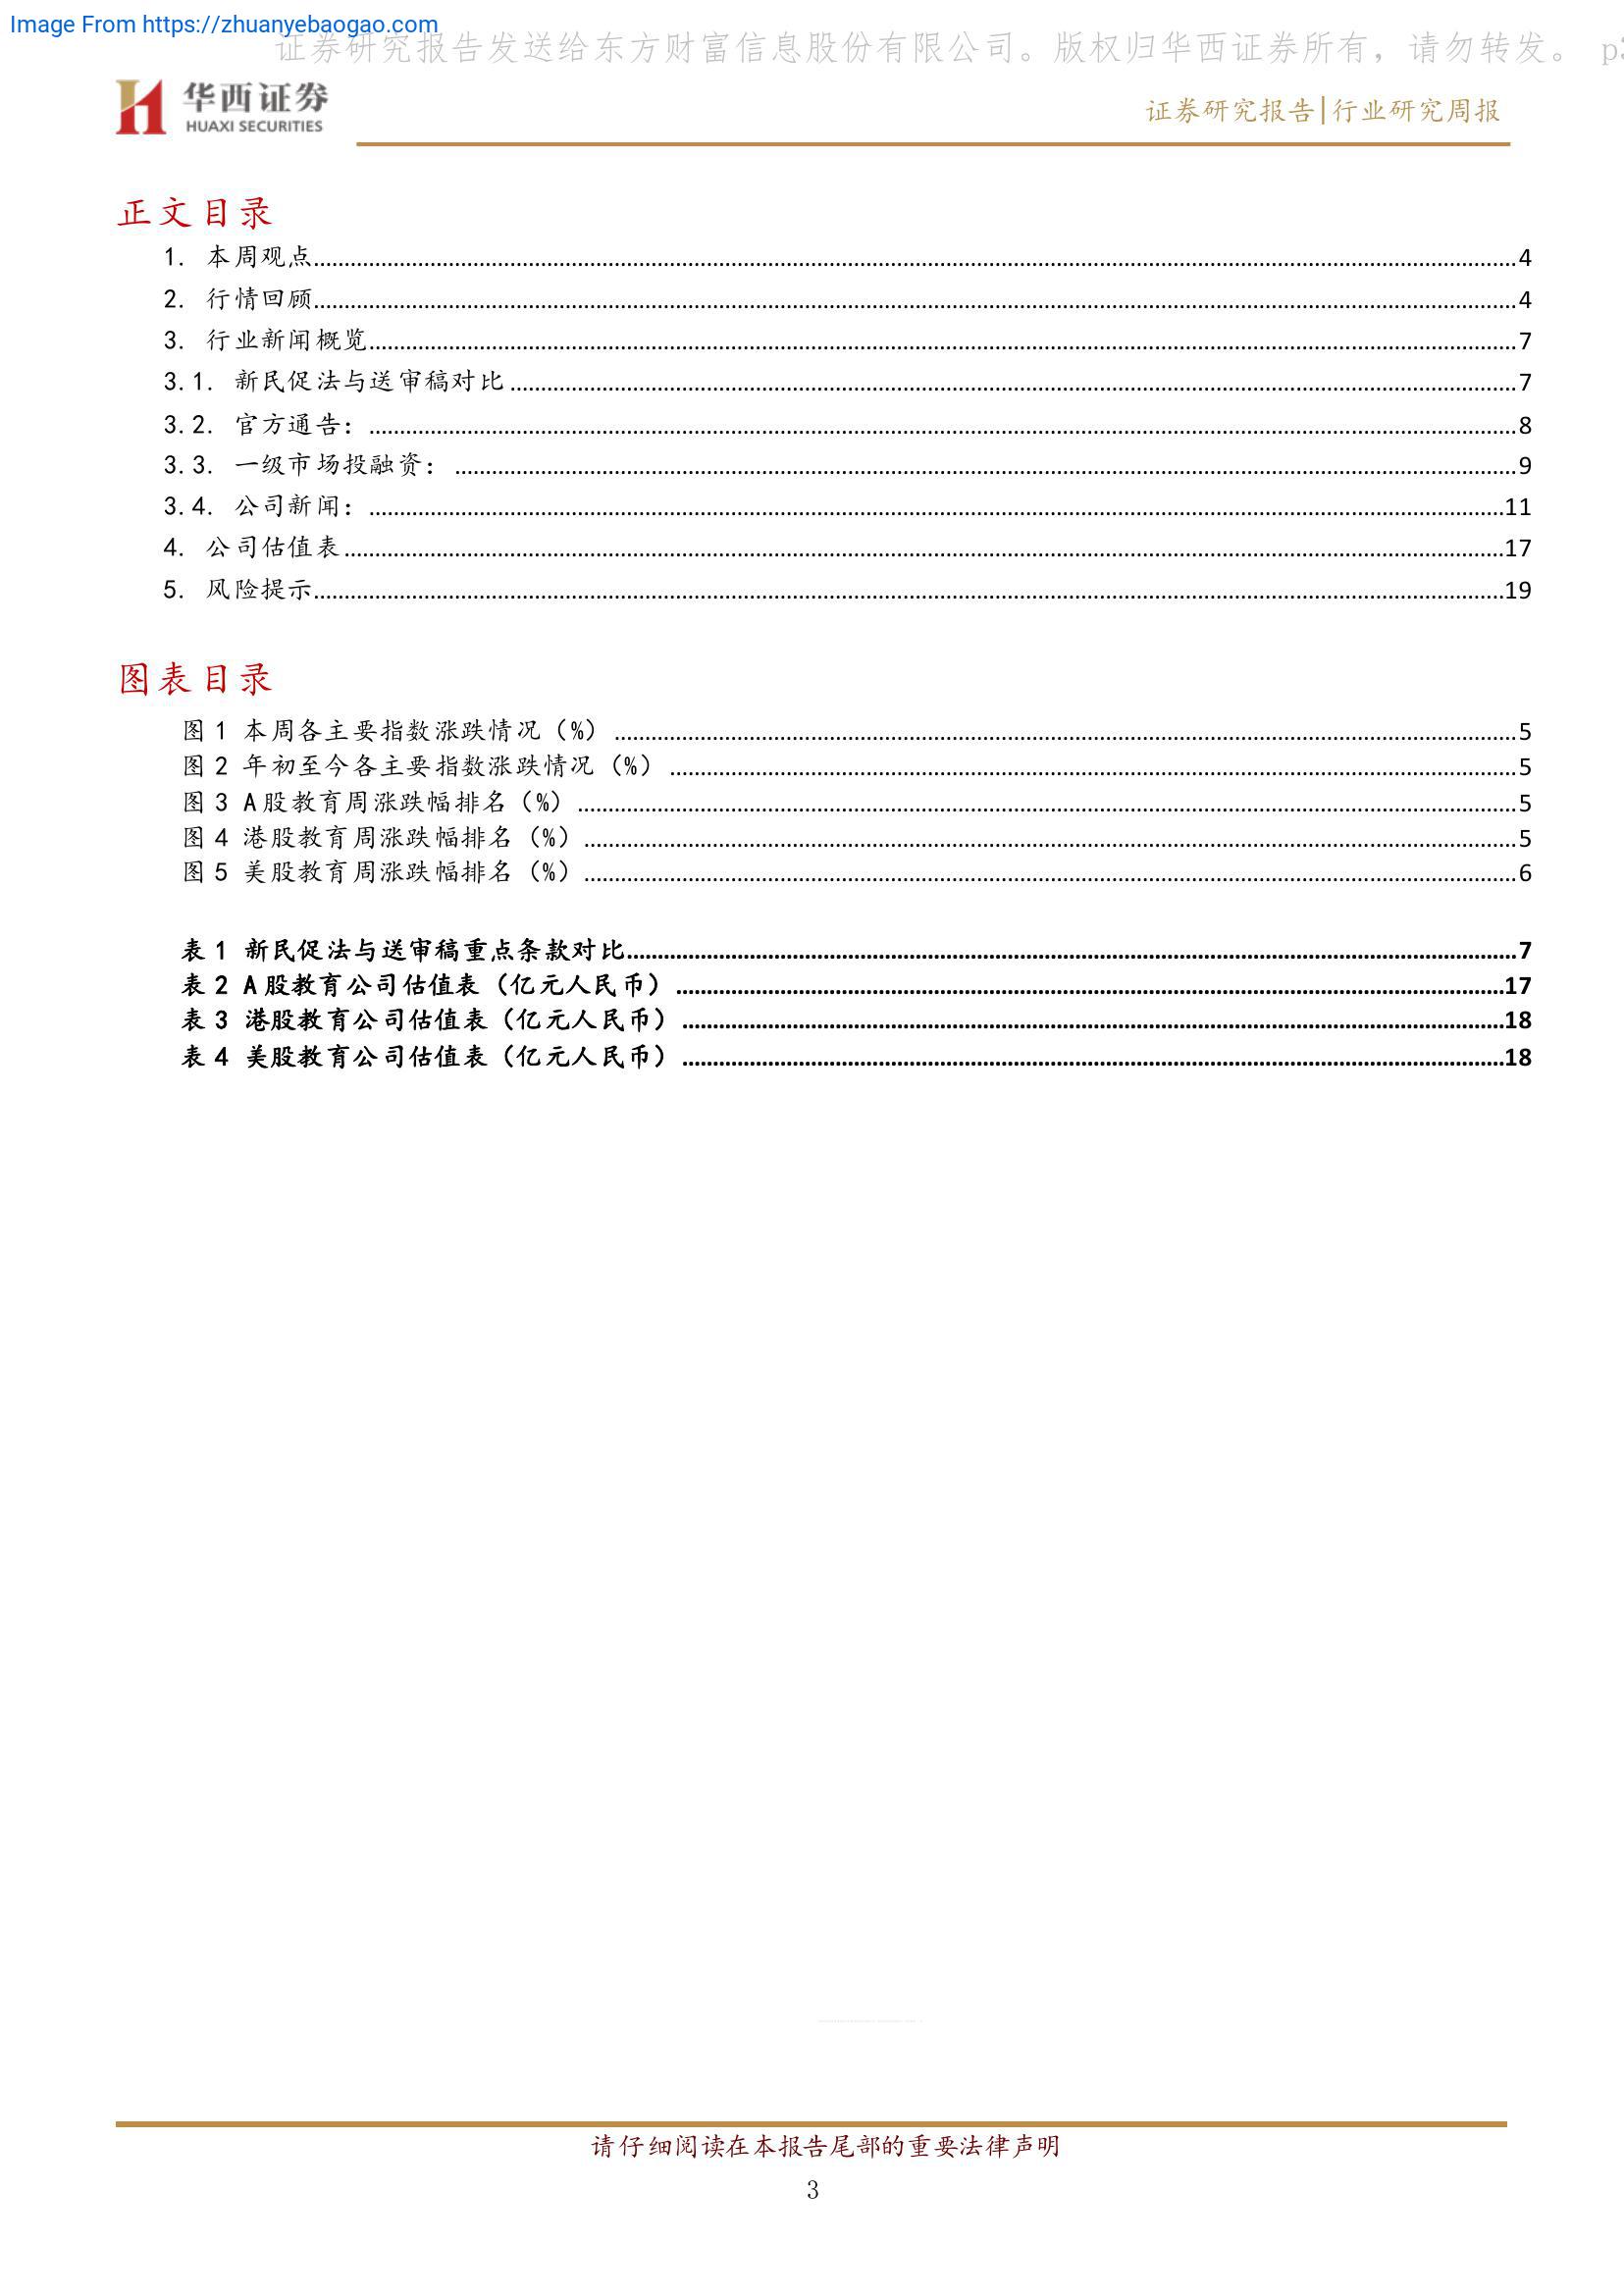 Image From https://zhuanyebaogao.com
证券研究报告发送给东方财富信息股份有限公司。版权归华西证券所有，请勿转发。 p3
华西证券
HUAXI SECURITIES
证券研究报告|行业研究周报
正文目录
1. 本周观点....................4
2. 行情回顾....................4
3. 行业新闻概览....................7
3.1. 新民促法与送审稿对比....................7
3.2. 官方通告：....................8
3.3. 一级市场投融资：....................9
3.4. 公司新闻：....................11
4. 公司估值表....................17
5. 风险提示....................19
图表目录
图 1 本周各主要指数涨跌情况（%）....................5
图 2 年初至今各主要指数涨跌情况（%）....................5
图 3 A 股教育周涨跌幅排名（%）....................5
图 4 港股教育周涨跌幅排名（%）....................5
图 5 美股教育周涨跌幅排名（%）....................6
表 1 新民促法与送审稿重点条款对比....................7
表 2 A 股教育公司估值表（亿元人民币）....................17
表 3 港股教育公司估值表（亿元人民币）....................18
表 4 美股教育公司估值表（亿元人民币）....................18
请仔细阅读在本报告尾部的重要法律声明
3